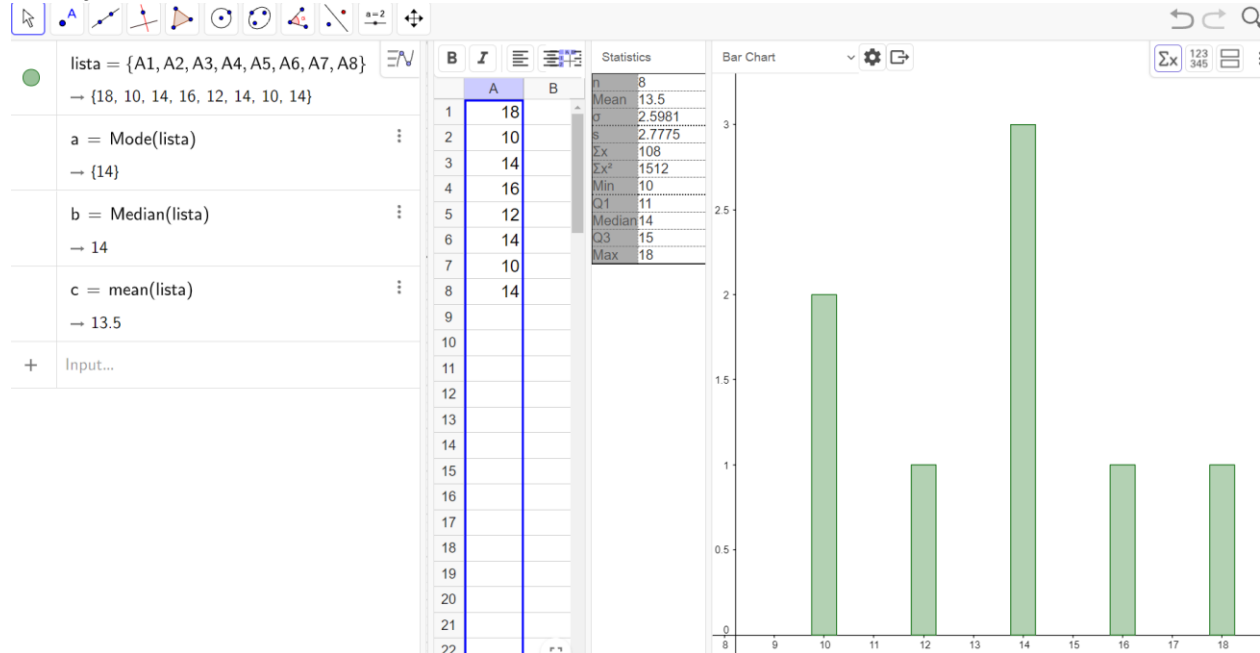 a=2
lista = {A1, A2, A3, A4, A5, A6, A7, A8}
→ {18, 10, 14, 16, 12, 14, 10, 14}
a = Mode(lista)
→ {14}
b = Median(lista)
→ 14
c = mean(lista)
→ 13.5
+ Input...
B I
A B
1 18
2 10
3 14
4 16
5 12
6 14
7 10
8 14
9
10
11
12
13
14
15
16
17
18
19
20
21
22
Statistics
n 8
Mean 13.5
σ 2.5981
s 2.7775
Σx 108
Σx² 1512
Min 10
Q1 11
Median 14
Q3 15
Max 18
Bar Chart
Σx 123 345
3
2.5
2
1.5
1
0.5
0
8 9 10 11 12 13 14 15 16 17 18